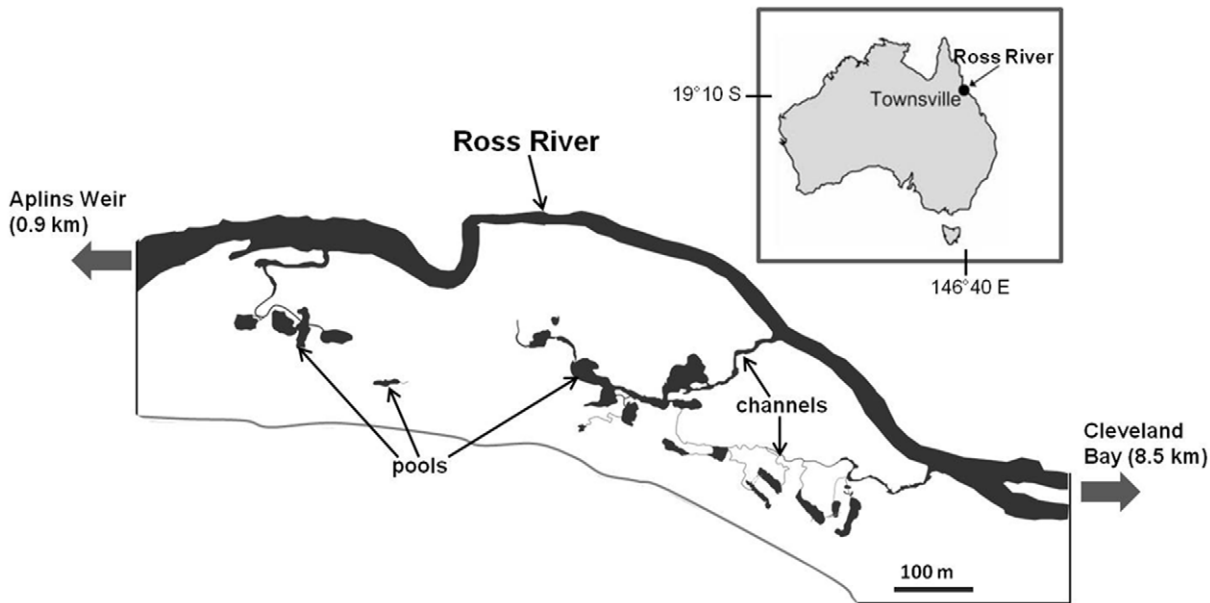 Ross River
19°10 S
Townsville
146°40 E
Ross River
Aplins Weir
(0.9 km)
channels
pools
Cleveland
Bay (8.5 km)
100 m